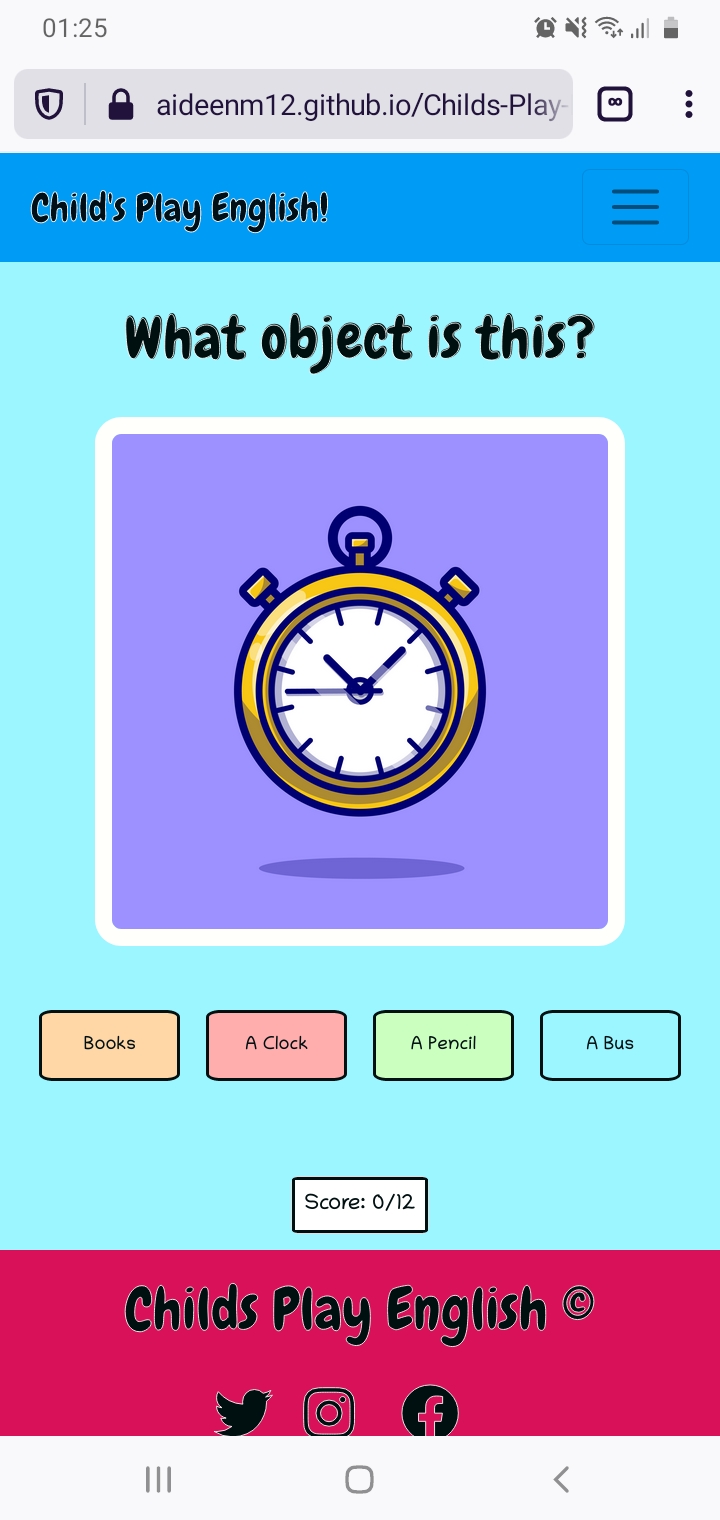 01:25
aideenm12.github.io/Childs-Play-
Child's Play English!
What object is this?
Books
A Clock
A Pencil
A Bus
Score: 0/12
Childs Play English ©